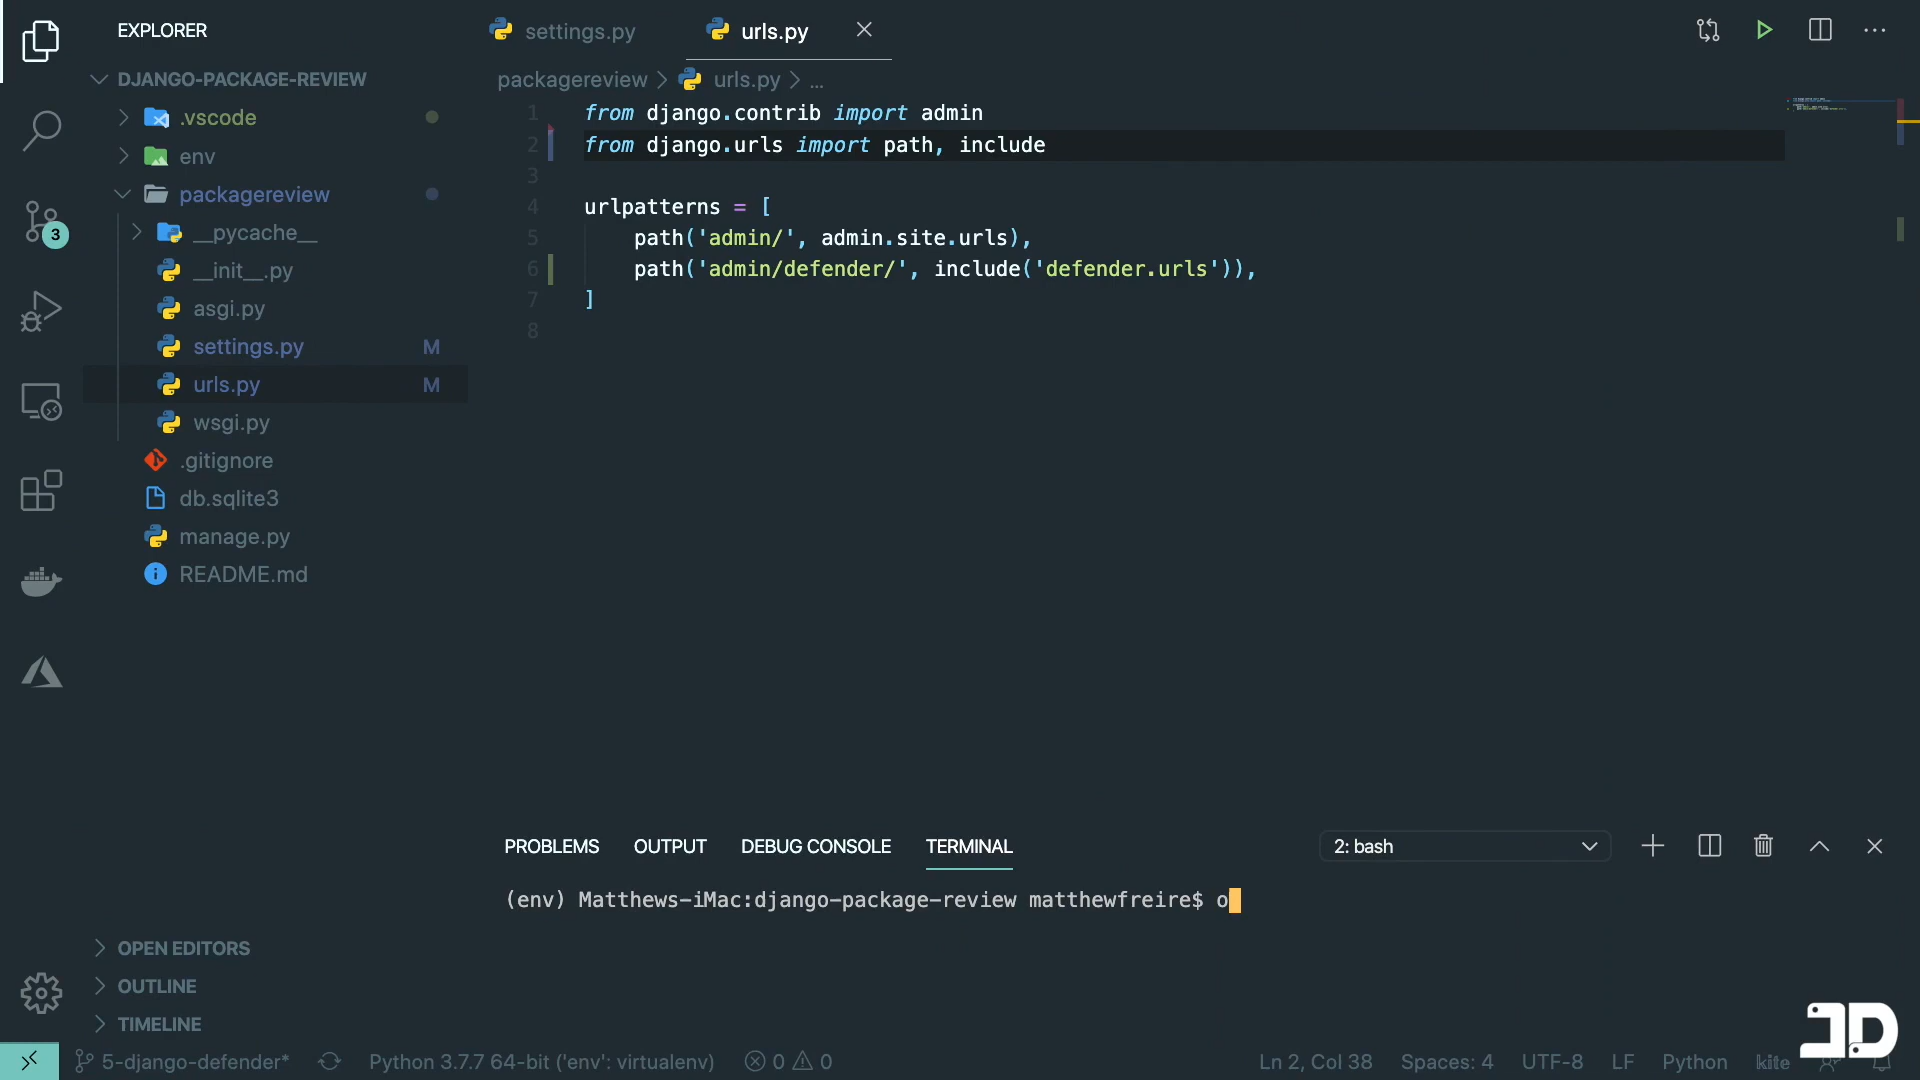 EXPLORER
DJANGO-PACKAGE-REVIEW
.vscode
env
packagereview
__pycache__
__init__.py
asgi.py
settings.py M
urls.py M
wsgi.py
.gitignore
db.sqlite3
manage.py
README.md
OPEN EDITORS
OUTLINE
TIMELINE
3
settings.py
urls.py
packagereview > urls.py > ...
1 from django.contrib import admin
2 from django.urls import path, include
3
4 urlpatterns = [
5 path('admin/', admin.site.urls),
6 path('admin/defender/', include('defender.urls')),
7 ]
8
PROBLEMS OUTPUT DEBUG CONSOLE TERMINAL 2: bash
(env) Matthews-iMac:django-package-review matthewfreire$ o
5-django-defender* Python 3.7.7 64-bit ('env': virtualenv) 0 0 Ln 2, Col 38 Spaces: 4 UTF-8 LF Python kite
JD